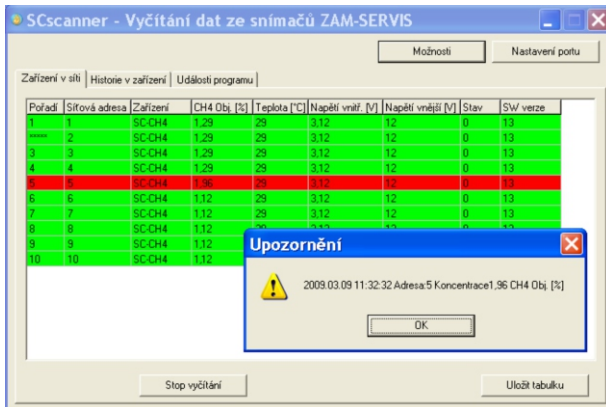 SCscanner - Vyčítání dat ze snímačů ZAM-SERVIS
Možnosti Nastavení portu
Zařízení v síti Historie v zařízení Události programu
Pořadí Síťová adresa Zařízení CH4 Obj. [%] Teplota [°C] Napětí vnitř. [V] Napětí vnější [V] Stav SW verze
1 1 SC-CH4 1,29 29 3,12 12 0 13
***** 2 SC-CH4 1,29 29 3,12 12 0 13
3 3 SC-CH4 1,29 29 3,12 12 0 13
4 4 SC-CH4 1,29 29 3,12 12 0 13
5 5 SC-CH4 1,96 29 3,12 12 0 13
6 6 SC-CH4 1,12 29 3,12 12 0 13
7 7 SC-CH4 1,12 29 3,12 12 0 13
8 8 SC-CH4 1,12 29 3,12 12 0 13
9 9 SC-CH4 1,12
10 10 SC-CH4 1,12
Upozornění
2009.03.09 11:32:32 Adresa:5 Koncentrace1,96 CH4 Obj. [%]
OK
Stop vyčítání Uložit tabulku